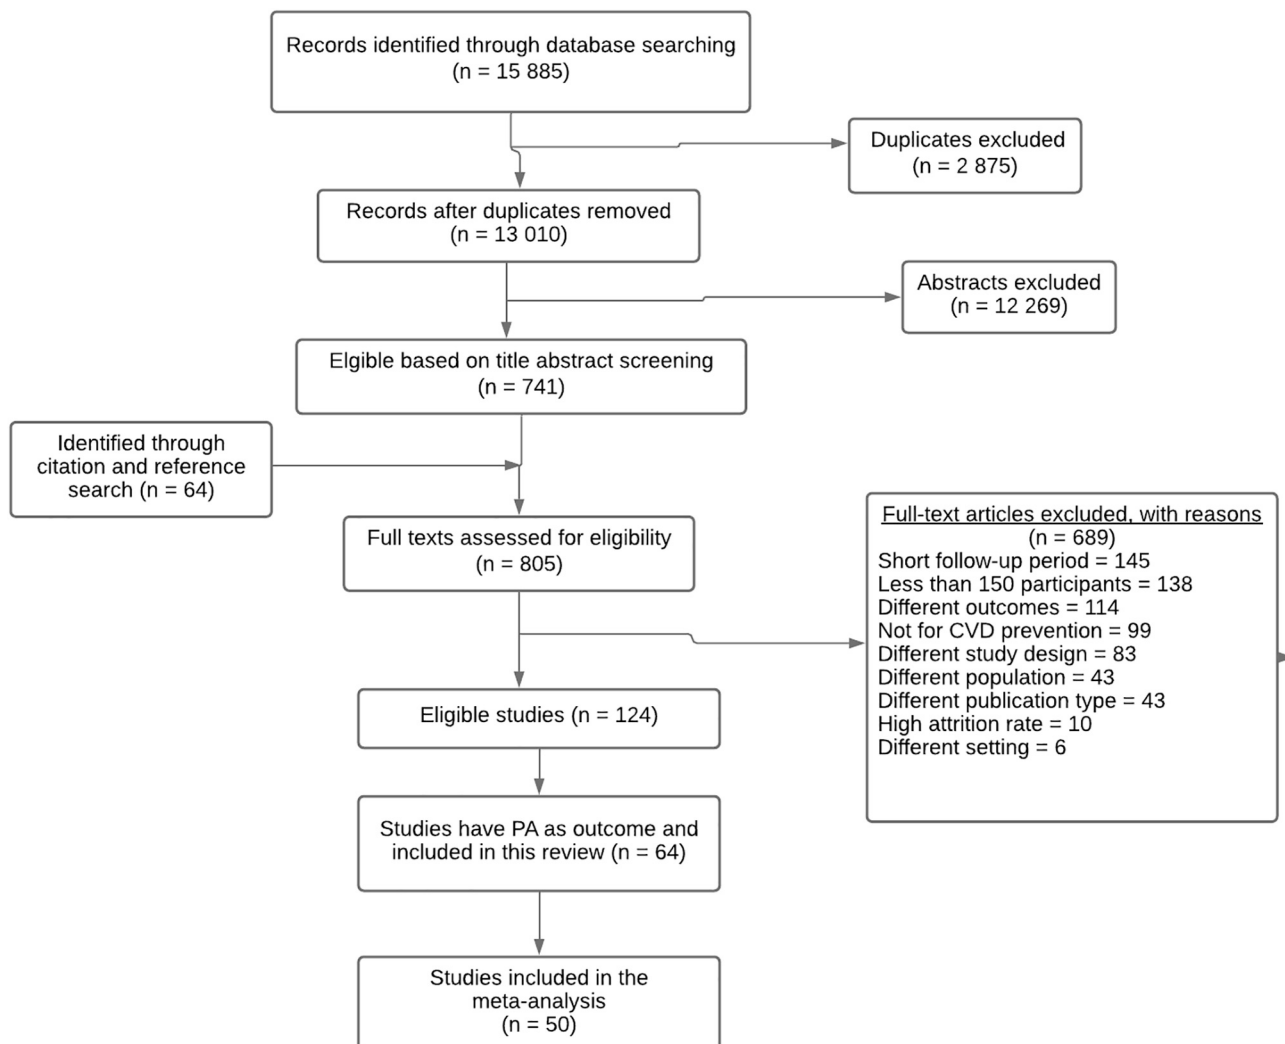 Records identified through database searching
(n = 15 885)
Duplicates excluded
(n = 2 875)
Records after duplicates removed
(n = 13 010)
Abstracts excluded
(n = 12 269)
Elgible based on title abstract screening
(n = 741)
Identified through
citation and reference
search (n = 64)
Full texts assessed for eligibility
(n = 805)
Full-text articles excluded, with reasons
(n = 689)
Short follow-up period = 145
Less than 150 participants = 138
Different outcomes = 114
Not for CVD prevention = 99
Different study design = 83
Different population = 43
Different publication type = 43
High attrition rate = 10
Different setting = 6
Eligible studies (n = 124)
Studies have PA as outcome and
included in this review (n = 64)
Studies included in the
meta-analysis
(n = 50)